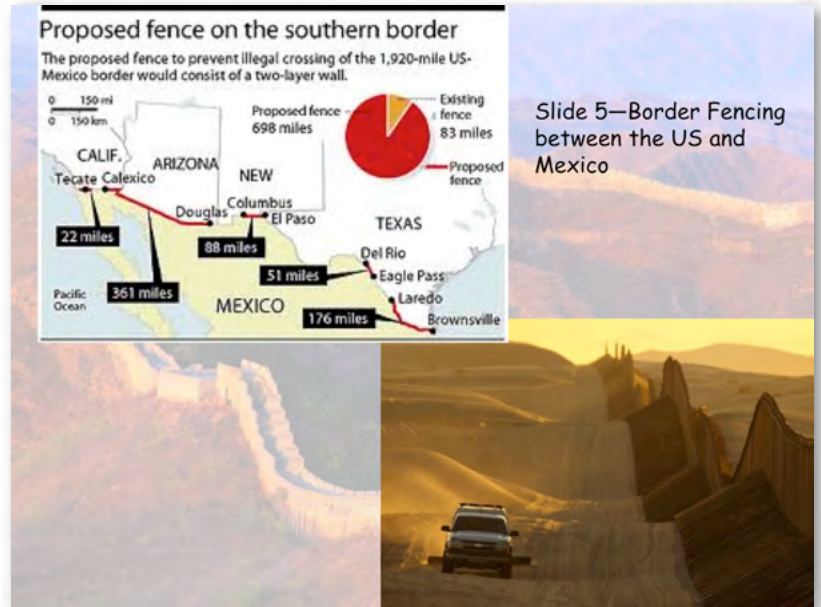 Proposed fence on the southern border
The proposed fence to prevent illegal crossing of the 1,920-mile US-
Mexico border would consist of a two-layer wall.
0 150 mi
0 150 km
Proposed fence
698 miles
Existing
fence
83 miles
Proposed
fence
CALIF.
ARIZONA
NEW
TEXAS
Tecate
Calexico
Douglas
Columbus
El Paso
22 miles
88 miles
361 miles
Del Rio
51 miles
Eagle Pass
Laredo
Pacific
Ocean
MEXICO
176 miles
Brownsville
Slide 5—Border Fencing
between the US and
Mexico